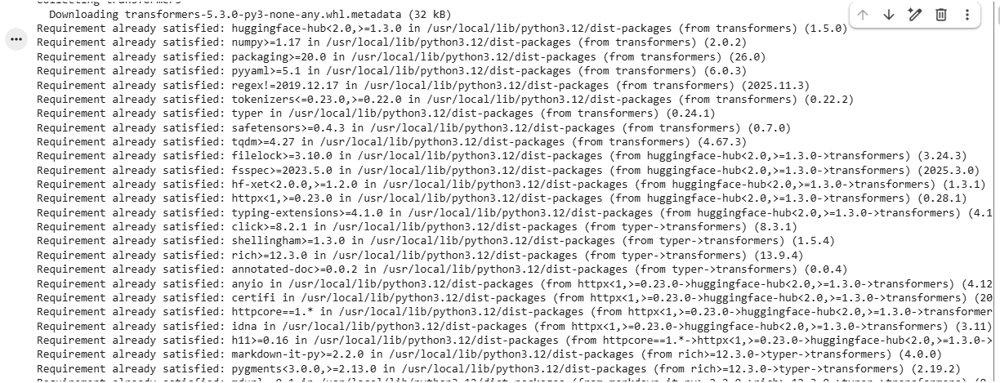 Collecting transformers
Downloading transformers-5.3.0-py3-none-any.whl.metadata (32 kB)
Requirement already satisfied: huggingface-hub<2.0,>=1.3.0 in /usr/local/lib/python3.12/dist-packages (from transformers) (1.5.0)
Requirement already satisfied: numpy>=1.17 in /usr/local/lib/python3.12/dist-packages (from transformers) (2.0.2)
Requirement already satisfied: packaging>=20.0 in /usr/local/lib/python3.12/dist-packages (from transformers) (26.0)
Requirement already satisfied: pyyaml>=5.1 in /usr/local/lib/python3.12/dist-packages (from transformers) (6.0.3)
Requirement already satisfied: regex!=2019.12.17 in /usr/local/lib/python3.12/dist-packages (from transformers) (2025.11.3)
Requirement already satisfied: tokenizers<=0.23.0,>=0.22.0 in /usr/local/lib/python3.12/dist-packages (from transformers) (0.22.2)
Requirement already satisfied: typer in /usr/local/lib/python3.12/dist-packages (from transformers) (0.24.1)
Requirement already satisfied: safetensors>=0.4.3 in /usr/local/lib/python3.12/dist-packages (from transformers) (0.7.0)
Requirement already satisfied: tqdm>=4.27 in /usr/local/lib/python3.12/dist-packages (from transformers) (4.67.3)
Requirement already satisfied: filelock>=3.10.0 in /usr/local/lib/python3.12/dist-packages (from huggingface-hub<2.0,>=1.3.0->transformers) (3.24.3)
Requirement already satisfied: fsspec>=2023.5.0 in /usr/local/lib/python3.12/dist-packages (from huggingface-hub<2.0,>=1.3.0->transformers) (2025.3.0)
Requirement already satisfied: hf-xet<2.0.0,>=1.2.0 in /usr/local/lib/python3.12/dist-packages (from huggingface-hub<2.0,>=1.3.0->transformers) (1.3.1)
Requirement already satisfied: httpx<1,>=0.23.0 in /usr/local/lib/python3.12/dist-packages (from huggingface-hub<2.0,>=1.3.0->transformers) (0.28.1)
Requirement already satisfied: typing-extensions>=4.1.0 in /usr/local/lib/python3.12/dist-packages (from huggingface-hub<2.0,>=1.3.0->transformers) (4.1
Requirement already satisfied: click>=8.2.1 in /usr/local/lib/python3.12/dist-packages (from typer->transformers) (8.3.1)
Requirement already satisfied: shellingham>=1.3.0 in /usr/local/lib/python3.12/dist-packages (from typer->transformers) (1.5.4)
Requirement already satisfied: rich>=12.3.0 in /usr/local/lib/python3.12/dist-packages (from typer->transformers) (13.9.4)
Requirement already satisfied: annotated-doc>=0.0.2 in /usr/local/lib/python3.12/dist-packages (from typer->transformers) (0.0.4)
Requirement already satisfied: anyio in /usr/local/lib/python3.12/dist-packages (from httpx<1,>=0.23.0->huggingface-hub<2.0,>=1.3.0->transformers) (4.12
Requirement already satisfied: certifi in /usr/local/lib/python3.12/dist-packages (from httpx<1,>=0.23.0->huggingface-hub<2.0,>=1.3.0->transformers) (20
Requirement already satisfied: httpcore==1.* in /usr/local/lib/python3.12/dist-packages (from httpx<1,>=0.23.0->huggingface-hub<2.0,>=1.3.0->transformer
Requirement already satisfied: idna in /usr/local/lib/python3.12/dist-packages (from httpx<1,>=0.23.0->huggingface-hub<2.0,>=1.3.0->transformers) (3.11)
Requirement already satisfied: h11>=0.16 in /usr/local/lib/python3.12/dist-packages (from httpcore==1.*->httpx<1,>=0.23.0->huggingface-hub<2.0,>=1.3.0->
Requirement already satisfied: markdown-it-py>=2.2.0 in /usr/local/lib/python3.12/dist-packages (from rich>=12.3.0->typer->transformers) (4.0.0)
Requirement already satisfied: pygments<3.0.0,>=2.13.0 in /usr/local/lib/python3.12/dist-packages (from rich>=12.3.0->typer->transformers) (2.19.2)